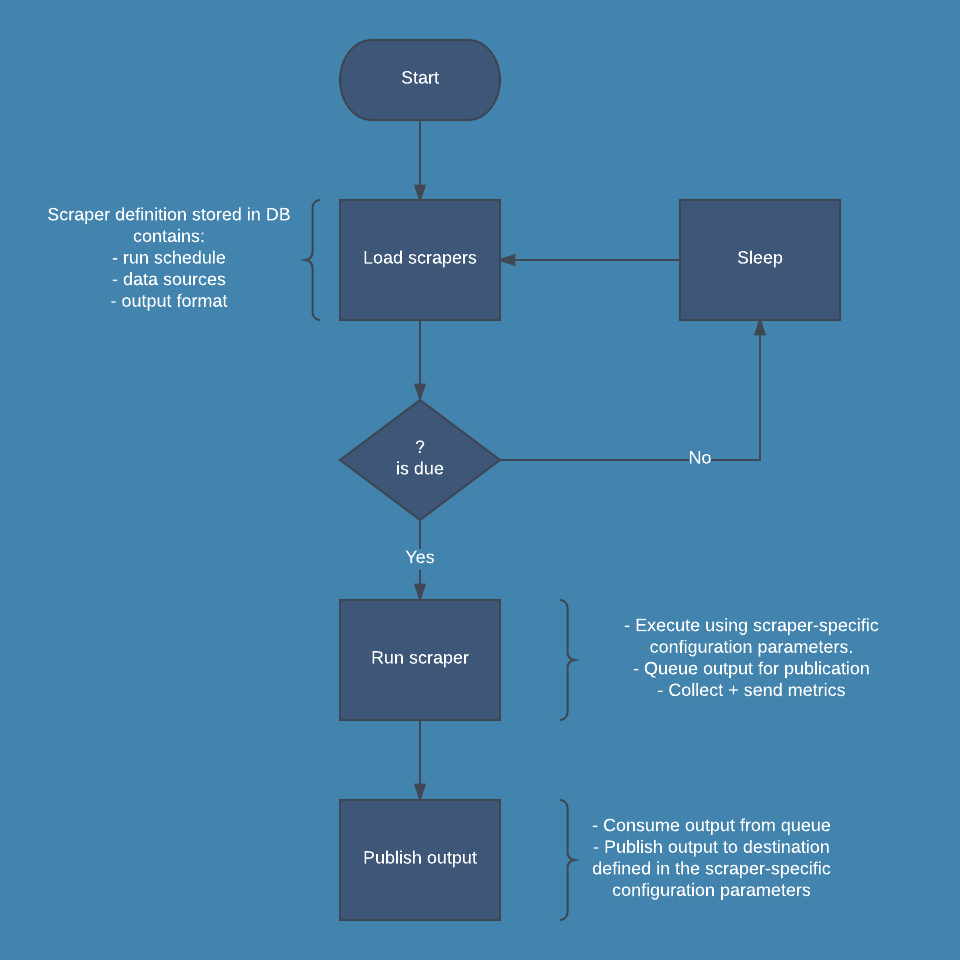 Start
Scraper definition stored in DB
contains:
- run schedule
- data sources
- output format
Load scrapers
Sleep
?
is due
No
Yes
Run scraper
- Execute using scraper-specific
configuration parameters.
- Queue output for publication
- Collect + send metrics
Publish output
- Consume output from queue
- Publish output to destination
defined in the scraper-specific
configuration parameters